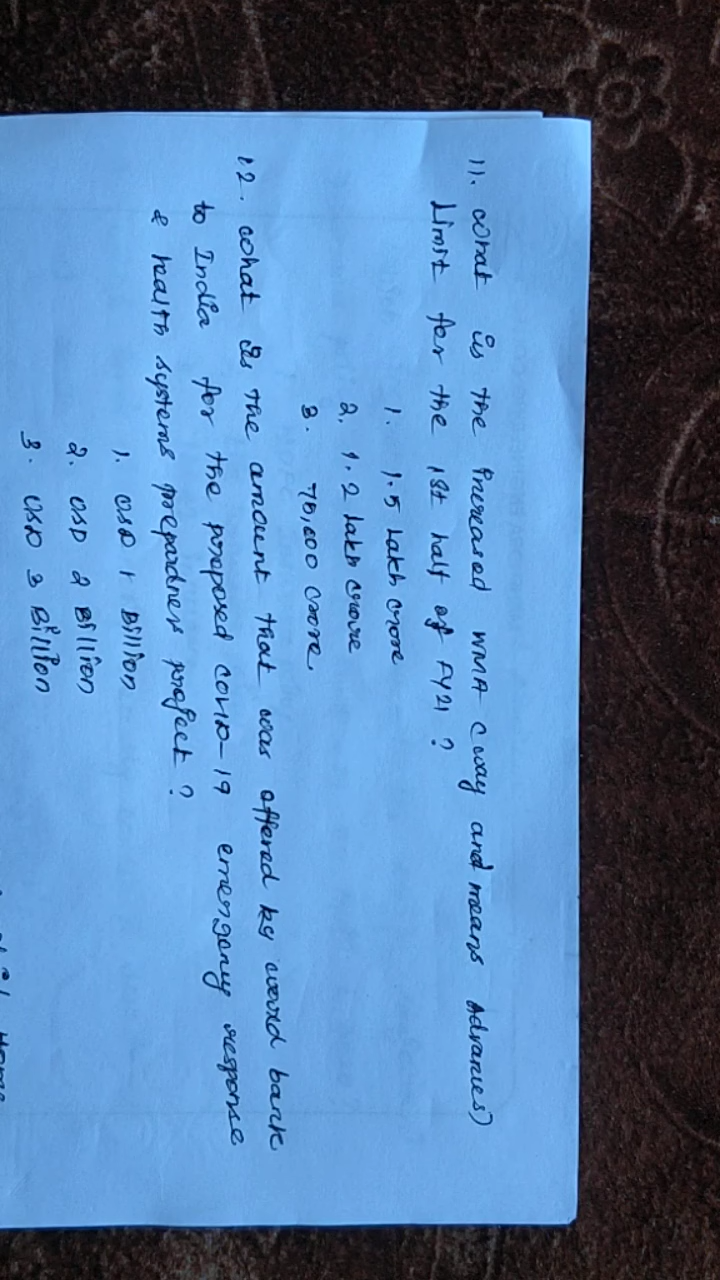 11. What is the increased WMA (way and means Advances)
Limit for the 1st half of FY21 ?
1. 1.5 Lakh crore
2. 1.2 lakh crore
3. 75,000 crore.
12. What is the amount that was offered by world bank
to India for the proposed COVID-19 emergency response
& health systems prepardnes project ?
1. USD 1 Billion
2. USD 2 Billion
3. USD 3 Billion